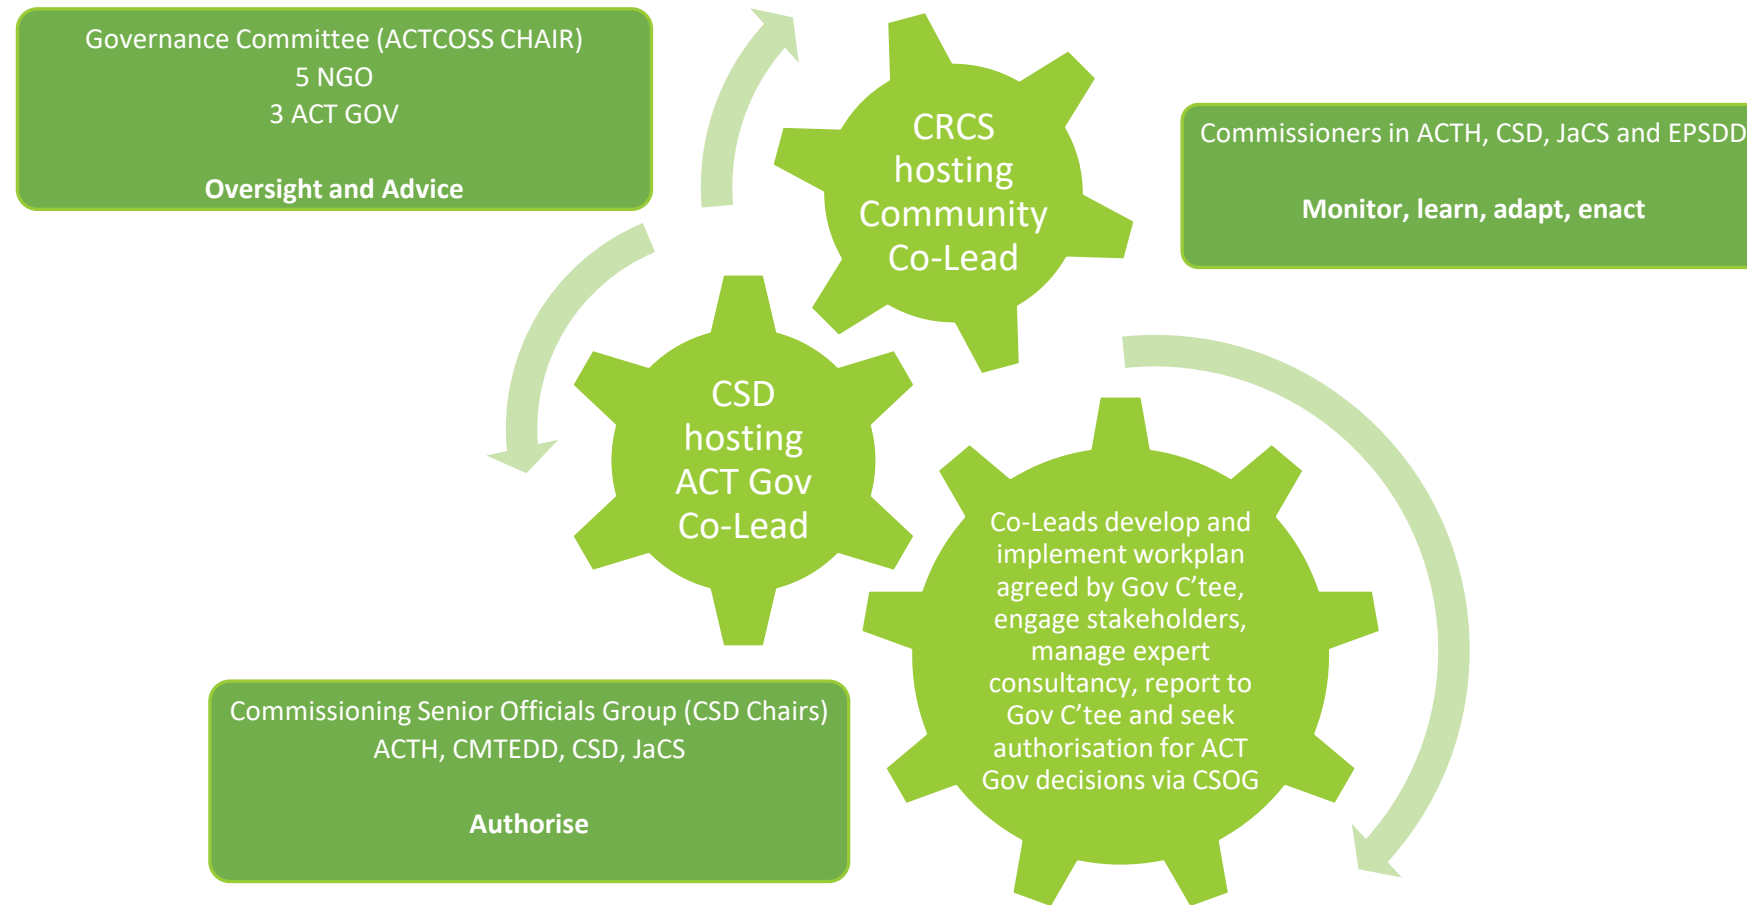 Governance Committee (ACTCOSS CHAIR)
5 NGO
3 ACT GOV
Oversight and Advice
CRCS
hosting
Community
Co-Lead
Commissioners in ACTH, CSD, JaCS and EPSDD
Monitor, learn, adapt, enact
CSD
hosting
ACT Gov
Co-Lead
Co-Leads develop and
implement workplan
agreed by Gov C’tee,
engage stakeholders,
manage expert
consultancy, report to
Gov C’tee and seek
authorisation for ACT
Gov decisions via CSOG
Commissioning Senior Officials Group (CSD Chairs)
ACTH, CMTEDD, CSD, JaCS
Authorise